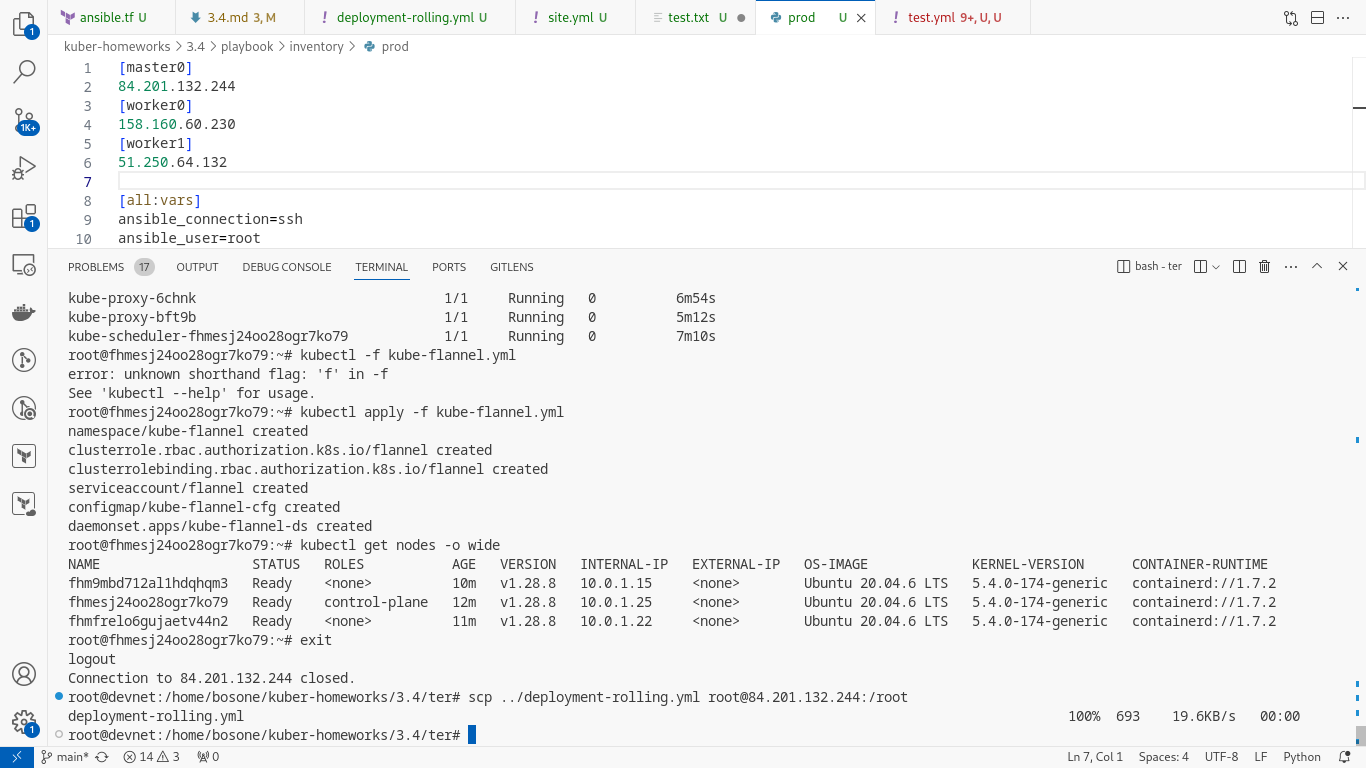 ansible.tf U
3.4.md 3, M
! deployment-rolling.yml U
! site.yml U
test.txt U
prod U
! test.yml 9+, U, U
kuber-homeworks > 3.4 > playbook > inventory > prod
1 [master0]
2 84.201.132.244
3 [worker0]
4 158.160.60.230
5 [worker1]
6 51.250.64.132
7
8 [all:vars]
9 ansible_connection=ssh
10 ansible_user=root
1
1K+
1
1
PROBLEMS 17 OUTPUT DEBUG CONSOLE TERMINAL PORTS GITLENS bash - ter
kube-proxy-6chnk 1/1 Running 0 6m54s
kube-proxy-bft9b 1/1 Running 0 5m12s
kube-scheduler-fhmesj24oo28ogr7ko79 1/1 Running 0 7m10s
root@fhmesj24oo28ogr7ko79:~# kubectl -f kube-flannel.yml
error: unknown shorthand flag: 'f' in -f
See 'kubectl --help' for usage.
root@fhmesj24oo28ogr7ko79:~# kubectl apply -f kube-flannel.yml
namespace/kube-flannel created
clusterrole.rbac.authorization.k8s.io/flannel created
clusterrolebinding.rbac.authorization.k8s.io/flannel created
serviceaccount/flannel created
configmap/kube-flannel-cfg created
daemonset.apps/kube-flannel-ds created
root@fhmesj24oo28ogr7ko79:~# kubectl get nodes -o wide
NAME STATUS ROLES AGE VERSION INTERNAL-IP EXTERNAL-IP OS-IMAGE KERNEL-VERSION CONTAINER-RUNTIME
fhm9mbd712al1hdqhqm3 Ready <none> 10m v1.28.8 10.0.1.15 <none> Ubuntu 20.04.6 LTS 5.4.0-174-generic containerd://1.7.2
fhmesj24oo28ogr7ko79 Ready control-plane 12m v1.28.8 10.0.1.25 <none> Ubuntu 20.04.6 LTS 5.4.0-174-generic containerd://1.7.2
fhmfrelo6gujaetv44n2 Ready <none> 11m v1.28.8 10.0.1.22 <none> Ubuntu 20.04.6 LTS 5.4.0-174-generic containerd://1.7.2
root@fhmesj24oo28ogr7ko79:~# exit
logout
Connection to 84.201.132.244 closed.
root@devnet:/home/bosone/kuber-homeworks/3.4/ter# scp ../deployment-rolling.yml root@84.201.132.244:/root
deployment-rolling.yml 100% 693 19.6KB/s 00:00
root@devnet:/home/bosone/kuber-homeworks/3.4/ter#
main* 14 3 0 Ln 7, Col 1 Spaces: 4 UTF-8 LF Python